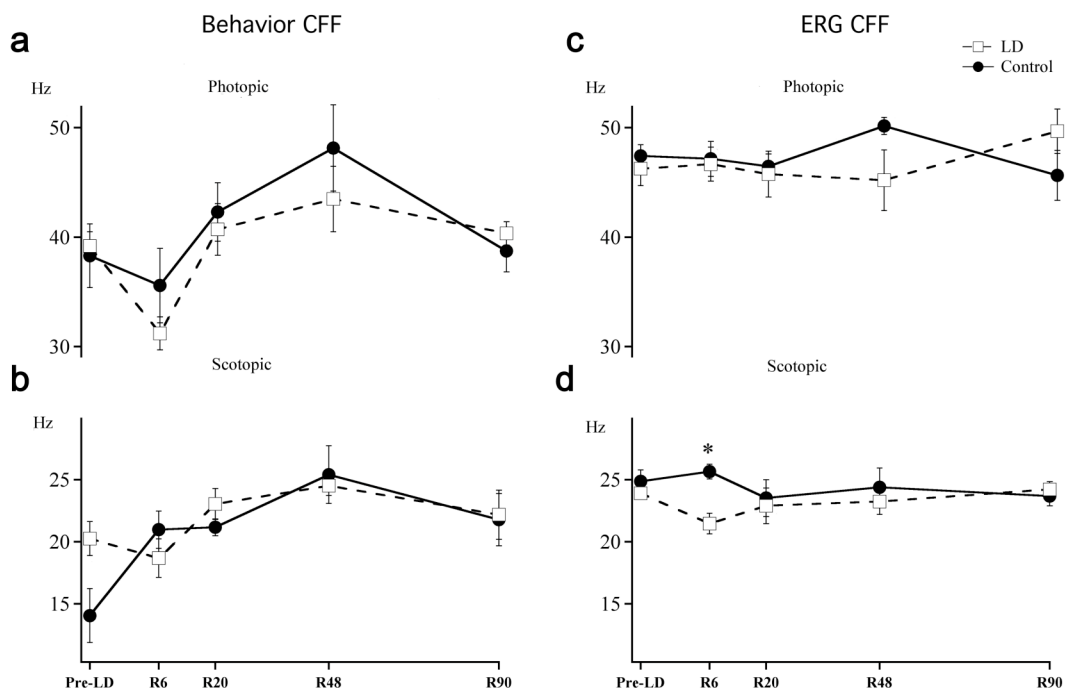 a
Behavior CFF
Photopic
Hz
50
40
30
b
Scotopic
Hz
25
20
15
Pre-LD R6 R20 R48 R90
c
ERG CFF
LD
Control
Photopic
Hz
50
40
30
d
Scotopic
Hz
*
25
20
15
Pre-LD R6 R20 R48 R90